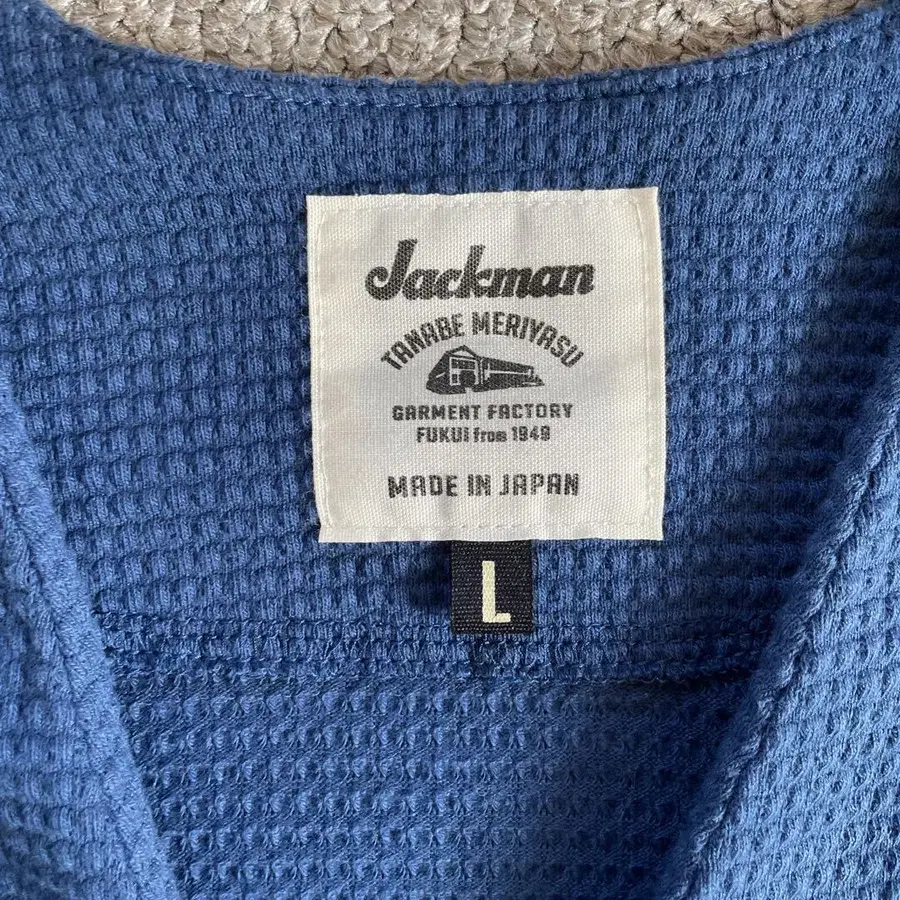 Jackman
TANABE MERIYASU
GARMENT FACTORY
FUKUI from 1949
MADE IN JAPAN
L